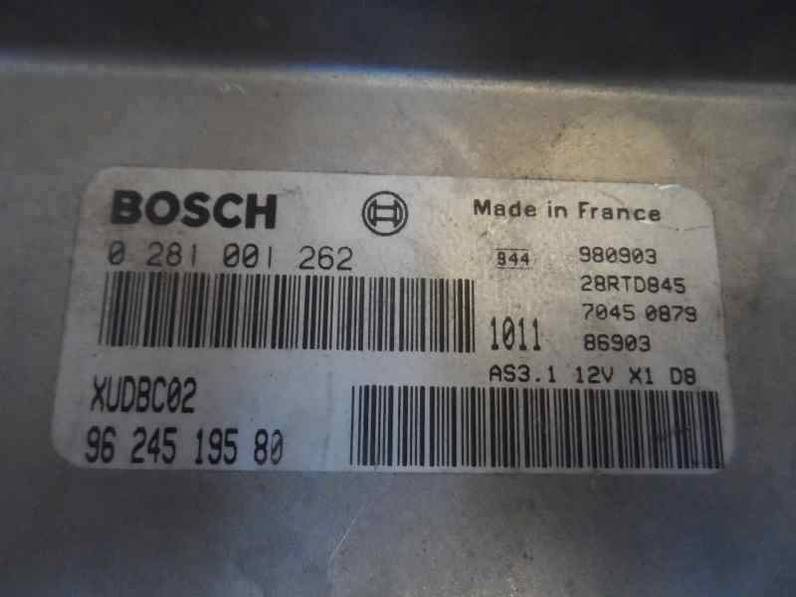 BOSCH
Made in France
0 281 001 262
944 980903
28RTD845
7045 0879
1011 86903
AS3.1 12V X1 D8
XUDBC02
96 245 195 80